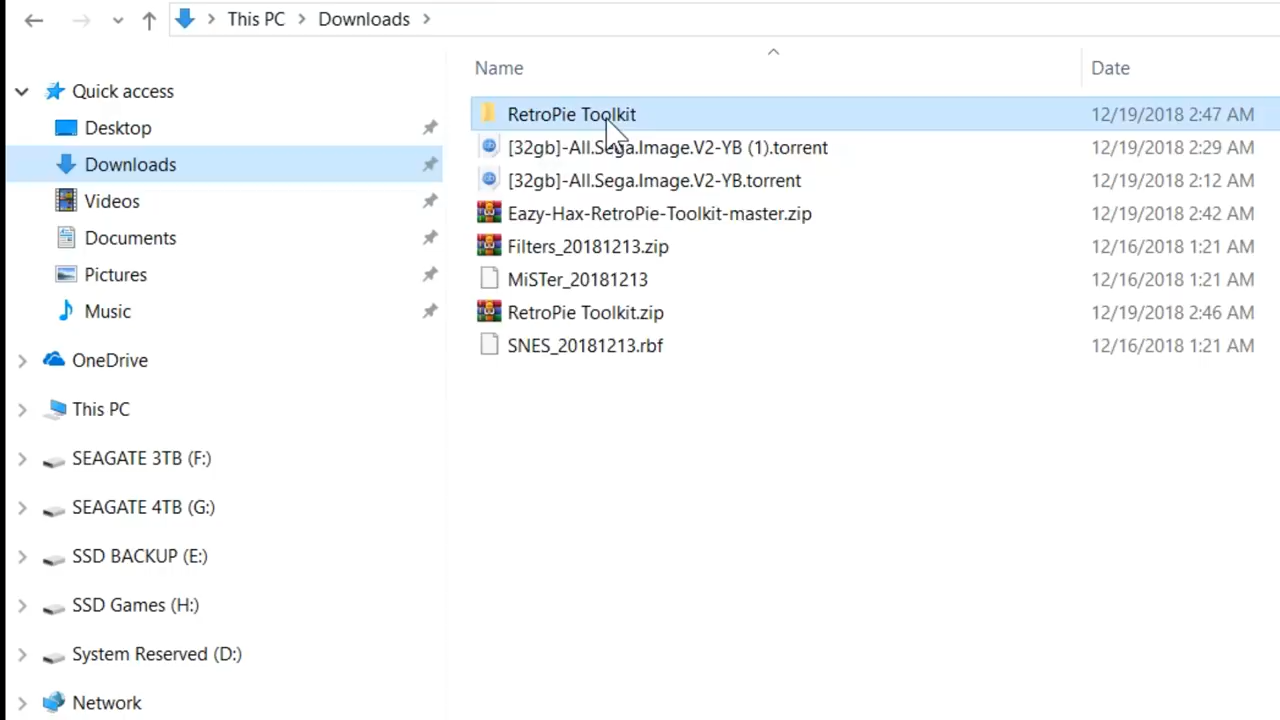 This PC > Downloads >
Name
Date
Quick access
Desktop
Downloads
Videos
Documents
Pictures
Music
OneDrive
This PC
SEAGATE 3TB (F:)
SEAGATE 4TB (G:)
SSD BACKUP (E:)
SSD Games (H:)
System Reserved (D:)
Network
RetroPie Toolkit 12/19/2018 2:47 AM
[32gb]-All.Sega.Image.V2-YB (1).torrent 12/19/2018 2:29 AM
[32gb]-All.Sega.Image.V2-YB.torrent 12/19/2018 2:12 AM
Eazy-Hax-RetroPie-Toolkit-master.zip 12/19/2018 2:42 AM
Filters_20181213.zip 12/16/2018 1:21 AM
MiSTer_20181213 12/16/2018 1:21 AM
RetroPie Toolkit.zip 12/19/2018 2:46 AM
SNES_20181213.rbf 12/16/2018 1:21 AM